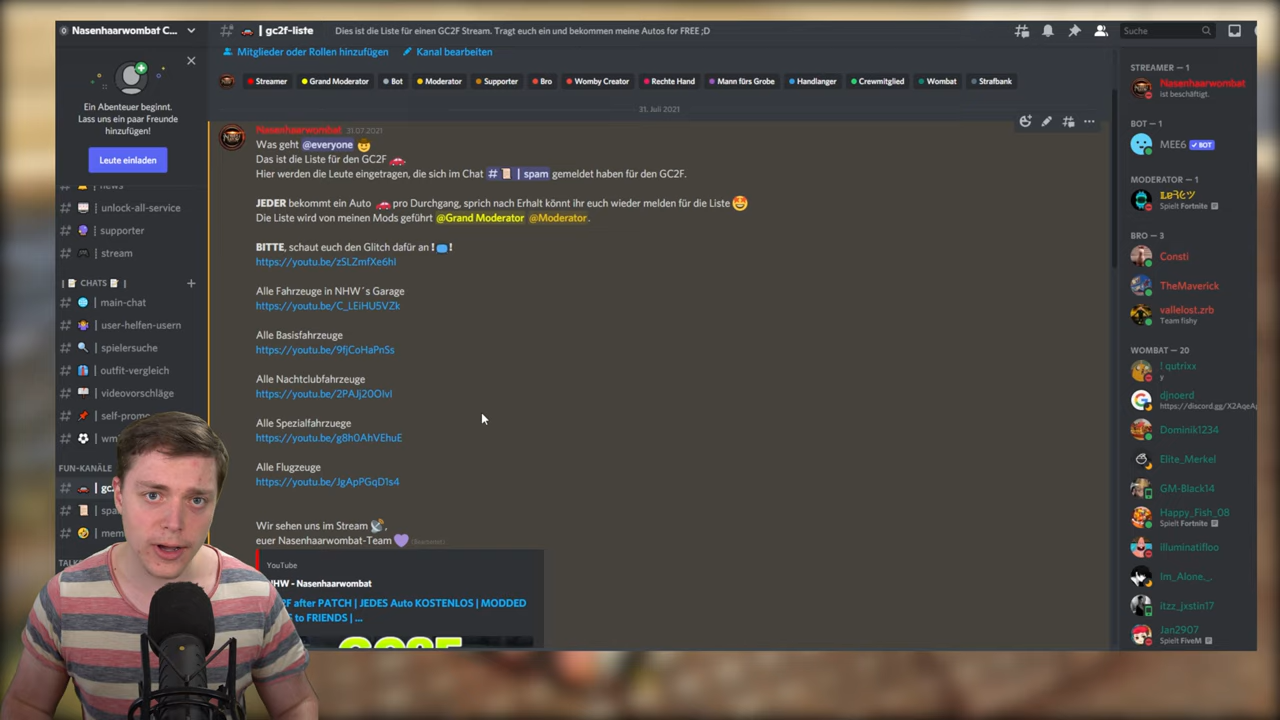 Nasenhaarwombat C...
| gc2f-liste
Dies ist die Liste für einen GC2F Stream. Tragt euch ein und bekommen meine Autos for FREE ;D
Suche
Mitglieder oder Rollen hinzufügen
Kanal bearbeiten
Streamer
Grand Moderator
Bot
Moderator
Supporter
Bro
Womby Creator
Rechte Hand
Mann fürs Grobe
Handlanger
Crewmitglied
Wombat
Strafbank
Ein Abenteuer beginnt.
Lass uns ein paar Freunde
hinzufügen!
Leute einladen
| news
| unlock-all-service
| supporter
| stream
| CHATS |
| main-chat
| user-helfen-usern
| spielersuche
| outfit-vergleich
| videovorschläge
| self-promo
FUN-KANÄLE
31. Juli 2021
Nasenhaarwombat 31.07.2021
Was geht @everyone
Das ist die Liste für den GC2F
Hier werden die Leute eingetragen, die sich im Chat # | spam gemeldet haben für den GC2F.
JEDER bekommt ein Auto pro Durchgang, sprich nach Erhalt könnt ihr euch wieder melden für die Liste
Die Liste wird von meinen Mods geführt @Grand Moderator @Moderator.
BITTE, schaut euch den Glitch dafür an ! !
https://youtu.be/zSLZmfXe6hI
Alle Fahrzeuge in NHW´s Garage
https://youtu.be/C_LEiHU5VZk
Alle Basisfahrzeuge
https://youtu.be/9fjCoHaPnSs
Alle Nachtclubfahrzeuge
https://youtu.be/2PAJj20OIvI
Alle Spezialfahrzuege
https://youtu.be/g8h0AhVEhuE
Alle Flugzeuge
https://youtu.be/JgApPGqD1s4
Wir sehen uns im Stream ,
euer Nasenhaarwombat-Team (bearbeitet)
YouTube
NHW - Nasenhaarwombat
after PATCH | JEDES Auto KOSTENLOS | MODDED
to FRIENDS | ...
STREAMER — 1
Nasenhaarwombat
ist beschäftigt.
BOT — 1
MEE6 ✓ BOT
MODERATOR — 1
Spielt Fortnite
BRO — 3
Consti
TheMaverick
vallelost.zrb
Team fishy
WOMBAT — 20
! qutrixx
y
djnoerd
https://discord.gg/X2AqeA
Dominik1234
Elite_Merkel
GM-Black14
Happy_Fish_08
Spielt Fortnite
illuminatifloo
Im_Alone_.
itzz_jxstin17
Jan2907
Spielt FiveM